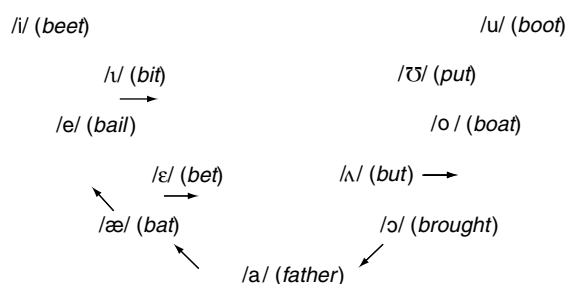 /i/ (beet) /u/ (boot)
/ɩ/ (bit) /ʊ/ (put)
/e/ (bail) /o / (boat)
/ɛ/ (bet) /ʌ/ (but)
/æ/ (bat) /ɔ/ (brought)
/a/ (father)